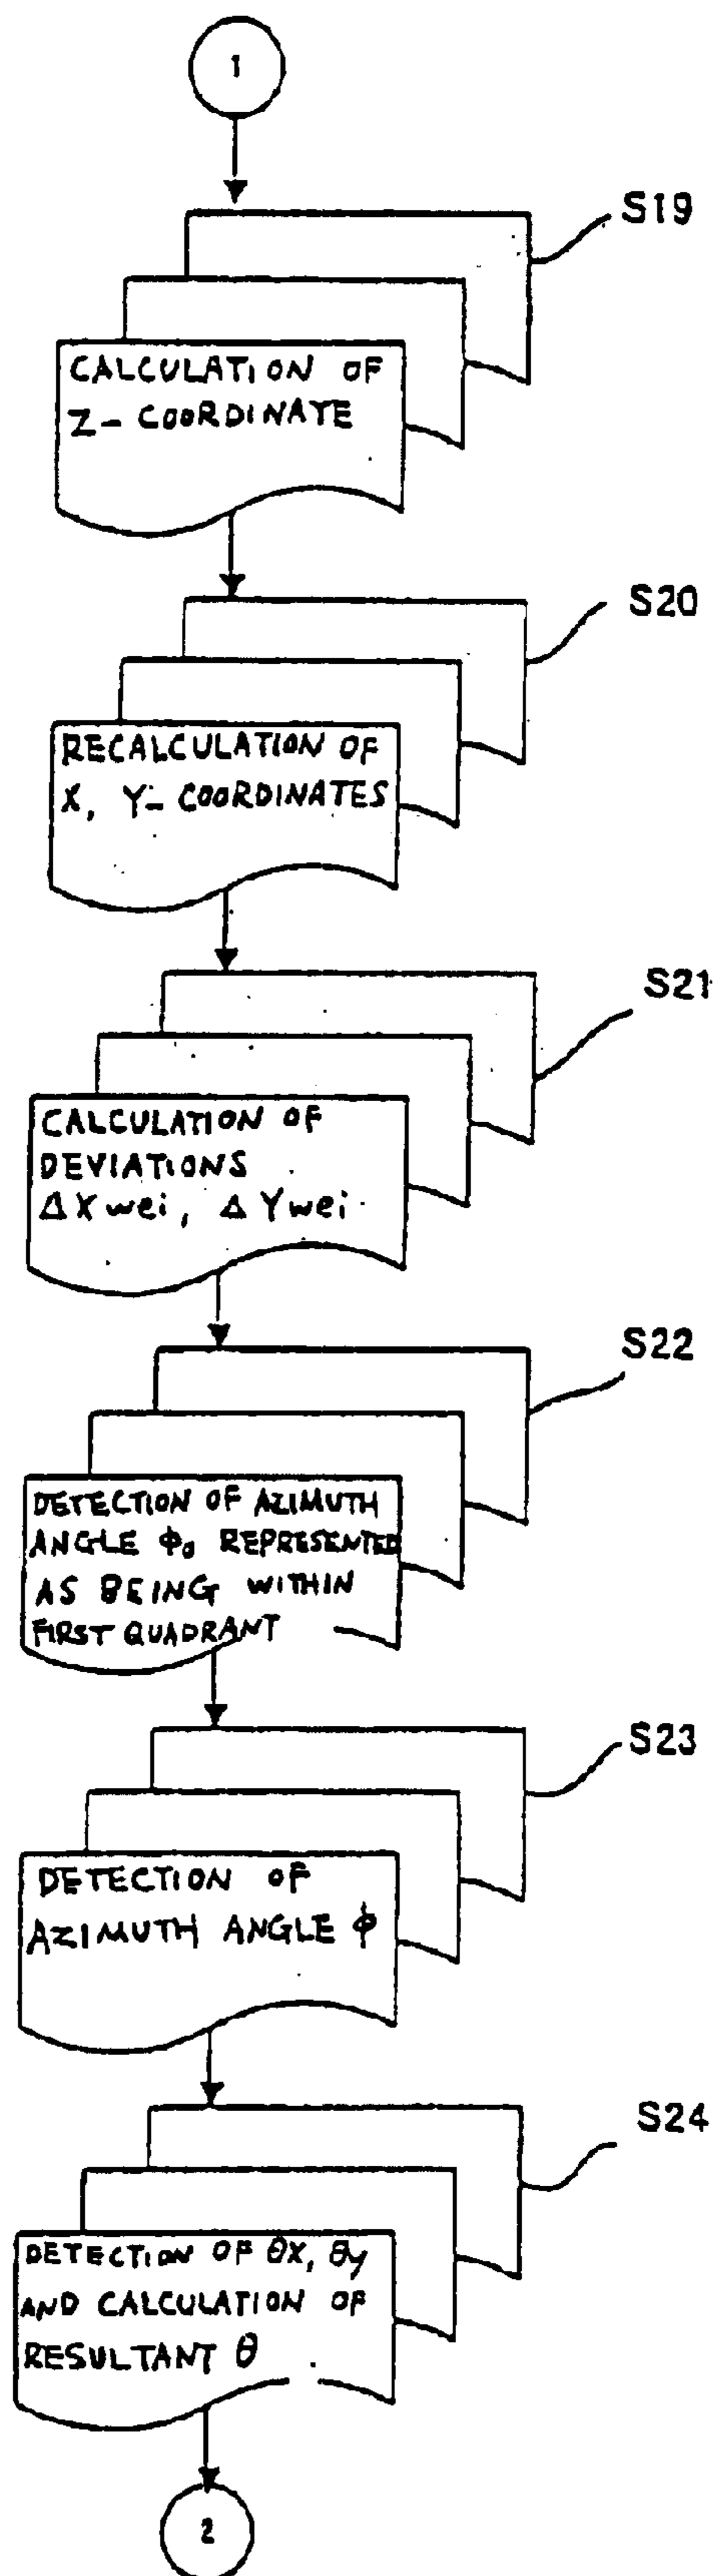 1
S19
CALCULATION OF
Z- COORDINATE
S20
RECALCULATION OF
X, Y- COORDINATES
S21
CALCULATION OF
DEVIATIONS
ΔXwei, ΔYwei
S22
DETECTION OF AZIMUTH
ANGLE ϕ₀ REPRESENTED
AS BEING WITHIN
FIRST QUADRANT
S23
DETECTION OF
AZIMUTH ANGLE ϕ
S24
DETECTION OF θx, θy
AND CALCULATION OF
RESULTANT θ
2